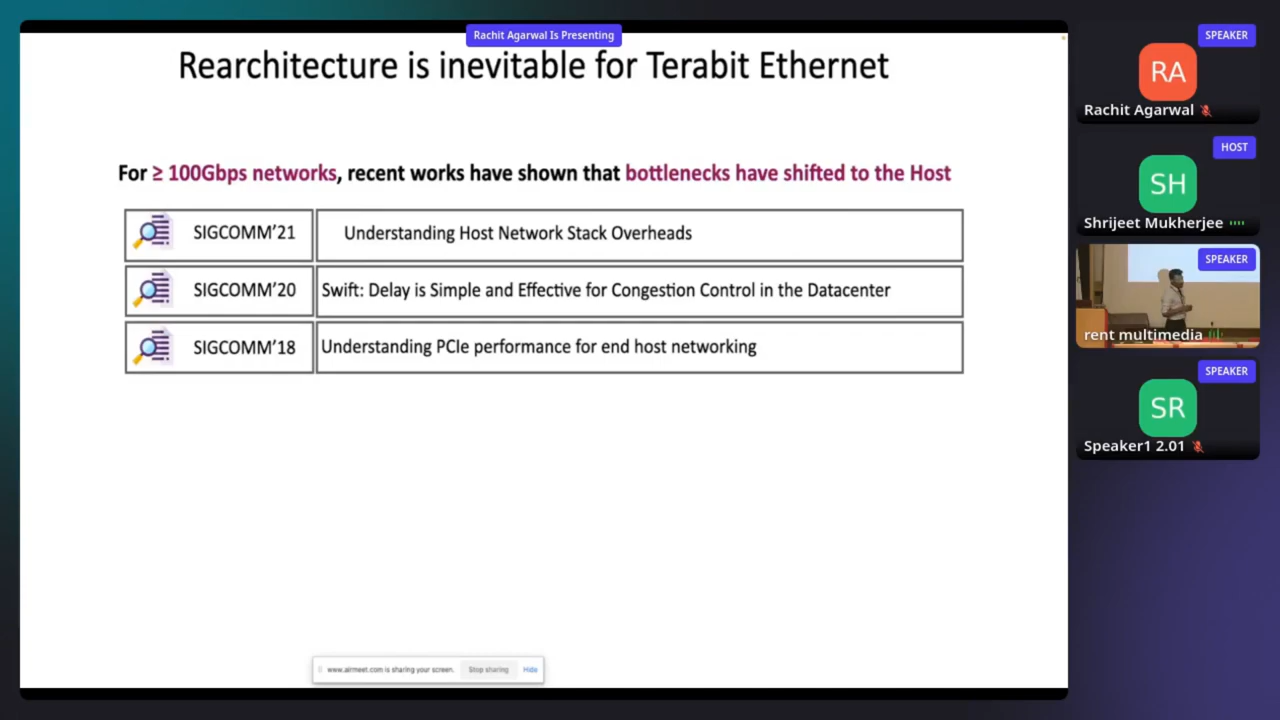 Rachit Agarwal Is Presenting
Rearchitecture is inevitable for Terabit Ethernet
For ≥ 100Gbps networks, recent works have shown that bottlenecks have shifted to the Host
SIGCOMM'21 Understanding Host Network Stack Overheads
SIGCOMM'20 Swift: Delay is Simple and Effective for Congestion Control in the Datacenter
SIGCOMM'18 Understanding PCIe performance for end host networking
www.airmeet.com is sharing your screen. Stop sharing Hide
SPEAKER
RA
Rachit Agarwal
HOST
SH
Shrijeet Mukherjee
SPEAKER
rent multimedia
SPEAKER
SR
Speaker1 2.01